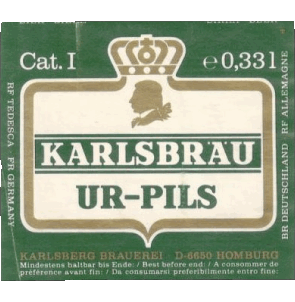 Cat. I
℮ 0,33 l
RF TEDESCA FR GERMANY
BR DEUTSCHLAND RF ALLEMAGNE
KARLSBRÄU
UR-PILS
KARLSBERG BRAUEREI · D-6650 HOMBURG
Mindestens haltbar bis Ende: / Best before end: / A consommer de
préférence avant fin: / Da consumarsi preferibilmente entro fine: